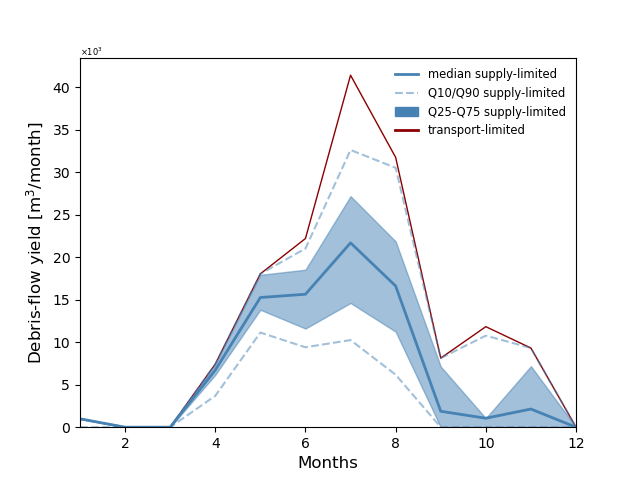 ×10³
40
35
30
25
20
15
10
5
0
Debris-flow yield [m³/month]
2
4
6
8
10
12
Months
median supply-limited
Q10/Q90 supply-limited
Q25-Q75 supply-limited
transport-limited